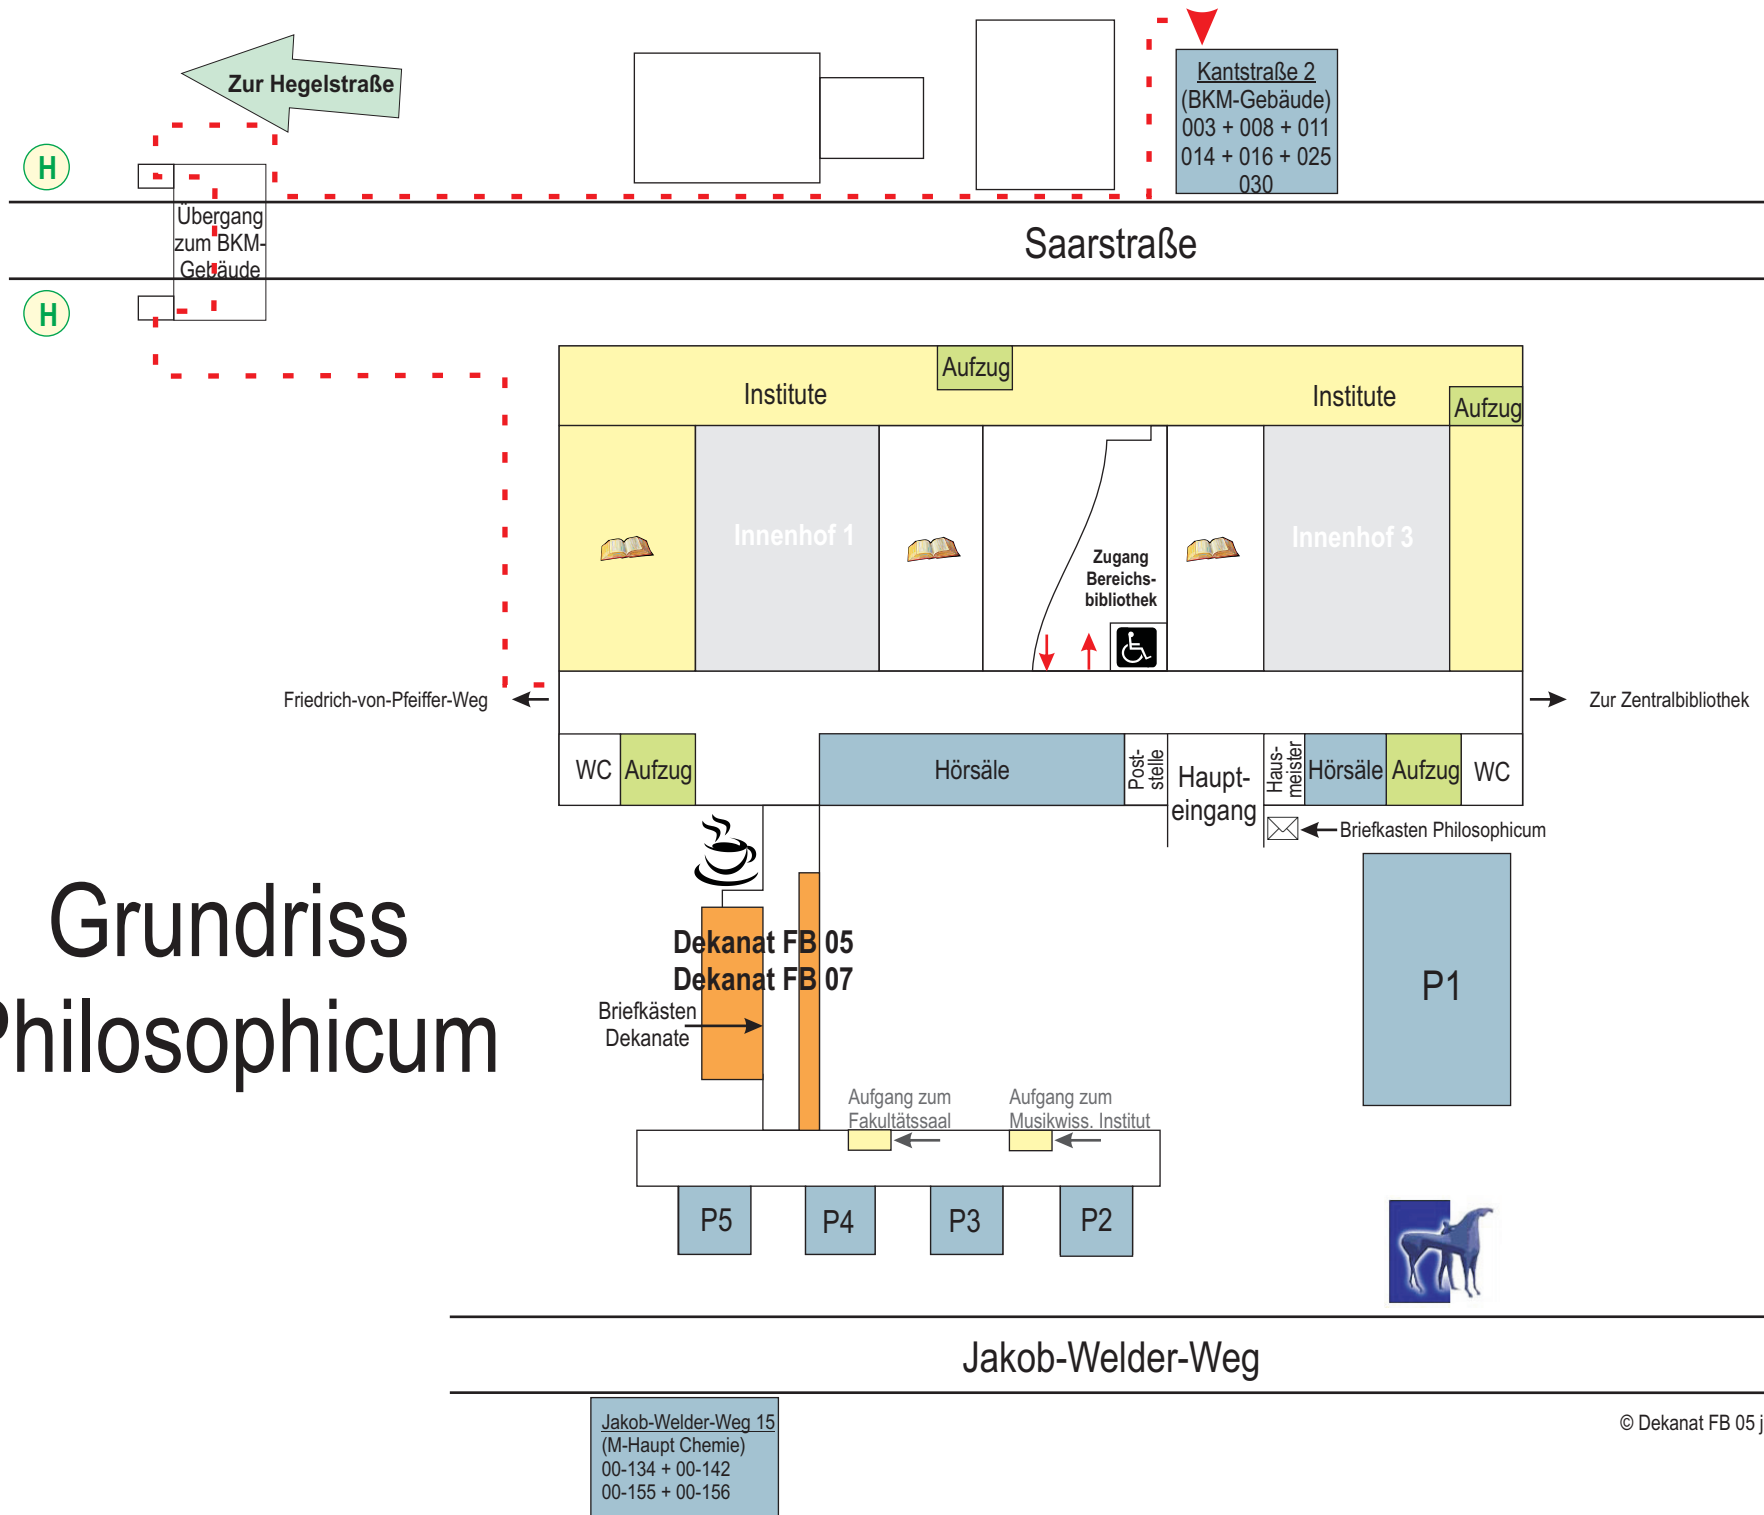 Zur Hegelstraße
Kantstraße 2
(BKM-Gebäude)
003 + 008 + 011
014 + 016 + 025
030
H
Übergang
zum BKM-
Gebäude
Saarstraße
H
Aufzug
Institute
Institute
Aufzug
Innenhof 1
Innenhof 3
Zugang
Bereichs-
bibliothek
Friedrich-von-Pfeiffer-Weg
Zur Zentralbibliothek
WC
Aufzug
Hörsäle
Post-
stelle
Haupt-
eingang
Haus-
meister
Hörsäle
Aufzug
WC
Briefkasten Philosophicum
Grundriss
Philosophicum
Dekanat FB 05
Dekanat FB 07
Briefkästen
Dekanate
P1
Aufgang zum
Fakultätssaal
Aufgang zum
Musikwiss. Institut
P5
P4
P3
P2
Jakob-Welder-Weg
Jakob-Welder-Weg 15
(M-Haupt Chemie)
00-134 + 00-142
00-155 + 00-156
© Dekanat FB 05 j